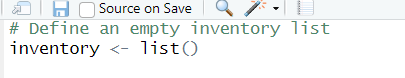 Source on Save
# Define an empty inventory list
inventory <- list()